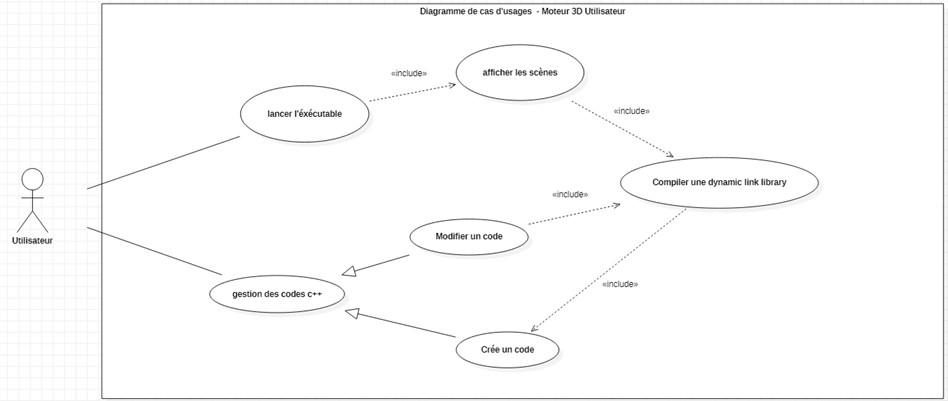 Diagramme de cas d'usages - Moteur 3D Utilisateur
«include»
afficher les scènes
lancer l'éxécutable
«include»
Compiler une dynamic link library
«include»
Utilisateur
Modifier un code
gestion des codes c++
«include»
Crée un code